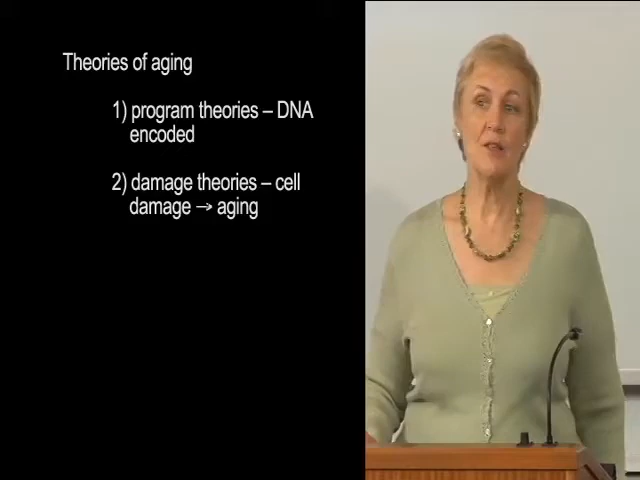 Theories of aging
1) program theories – DNA
encoded
2) damage theories – cell
damage → aging